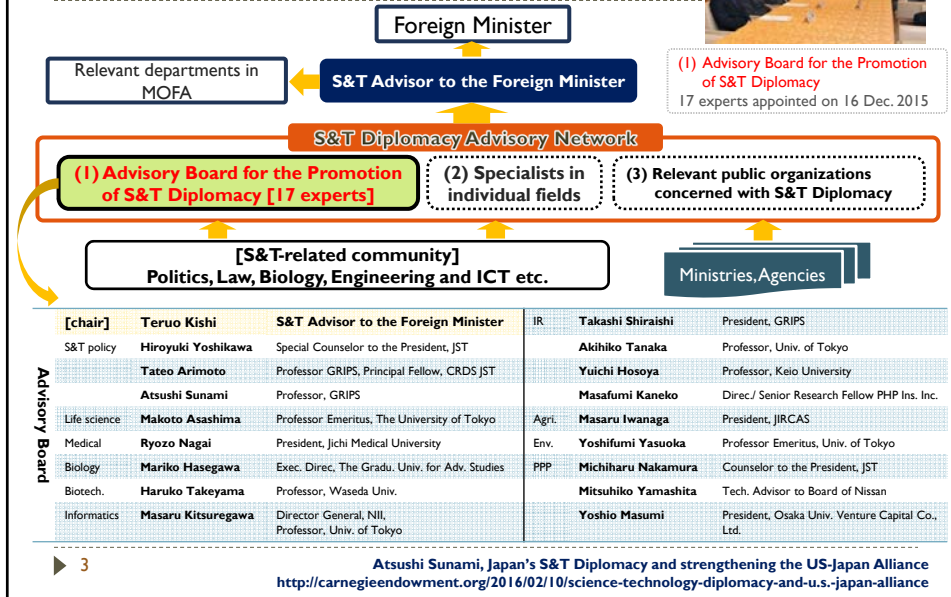 Foreign Minister
Relevant departments in
MOFA
S&T Advisor to the Foreign Minister
(1) Advisory Board for the Promotion
of S&T Diplomacy
17 experts appointed on 16 Dec. 2015
S&T Diplomacy Advisory Network
(1) Advisory Board for the Promotion
of S&T Diplomacy [17 experts]
(2) Specialists in
individual fields
(3) Relevant public organizations
concerned with S&T Diplomacy
[S&T-related community]
Politics, Law, Biology, Engineering and ICT etc.
Ministries, Agencies
Advisory Board
[chair] Teruo Kishi S&T Advisor to the Foreign Minister
S&T policy Hiroyuki Yoshikawa Special Counselor to the President, JST
Tateo Arimoto Professor GRIPS, Principal Fellow, CRDS JST
Atsushi Sunami Professor, GRIPS
Life science Makoto Asashima Professor Emeritus, The University of Tokyo
Medical Ryozo Nagai President, Jichi Medical University
Biology Mariko Hasegawa Exec. Direc, The Gradu. Univ. for Adv. Studies
Biotech. Haruko Takeyama Professor, Waseda Univ.
Informatics Masaru Kitsuregawa Director General, NII,
Professor, Univ. of Tokyo
IR Takashi Shiraishi President, GRIPS
Akihiko Tanaka Professor, Univ. of Tokyo
Yuichi Hosoya Professor, Keio University
Masafumi Kaneko Direc./ Senior Research Fellow PHP Ins. Inc.
Agri. Masaru Iwanaga President, JIRCAS
Env. Yoshifumi Yasuoka Professor Emeritus, Univ. of Tokyo
PPP Michiharu Nakamura Counselor to the President, JST
Mitsuhiko Yamashita Tech. Advisor to Board of Nissan
Yoshio Masumi President, Osaka Univ. Venture Capital Co.,
Ltd.
3
Atsushi Sunami, Japan's S&T Diplomacy and strengthening the US-Japan Alliance
http://carnegieendowment.org/2016/02/10/science-technology-diplomacy-and-u.s.-japan-alliance